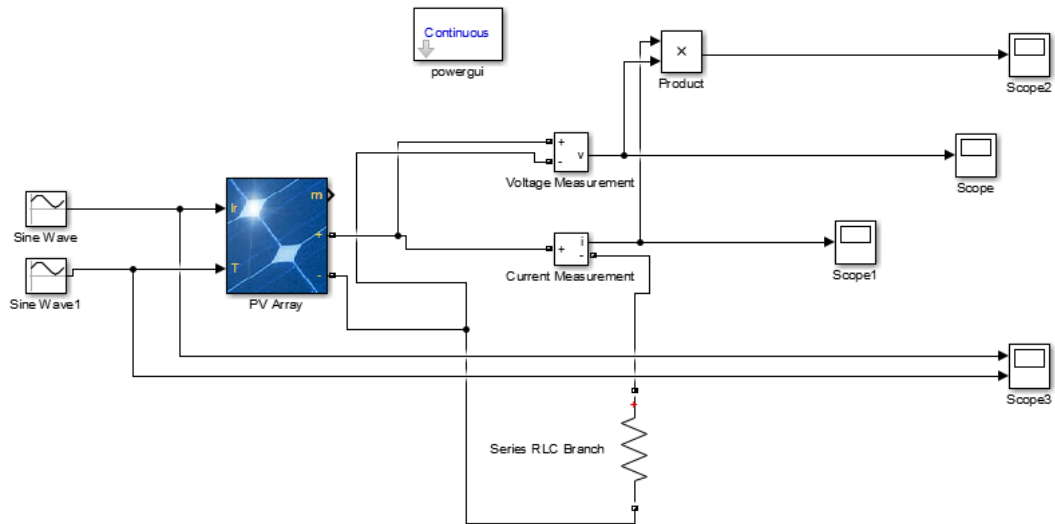 Continuous
powergui
×
Product
Scope2
+
-
v
Voltage Measurement
Scope
Ir
m
Sine Wave
+
T
-
Sine Wave1
PV Array
+
i
-
Current Measurement
Scope1
Scope3
+
Series RLC Branch